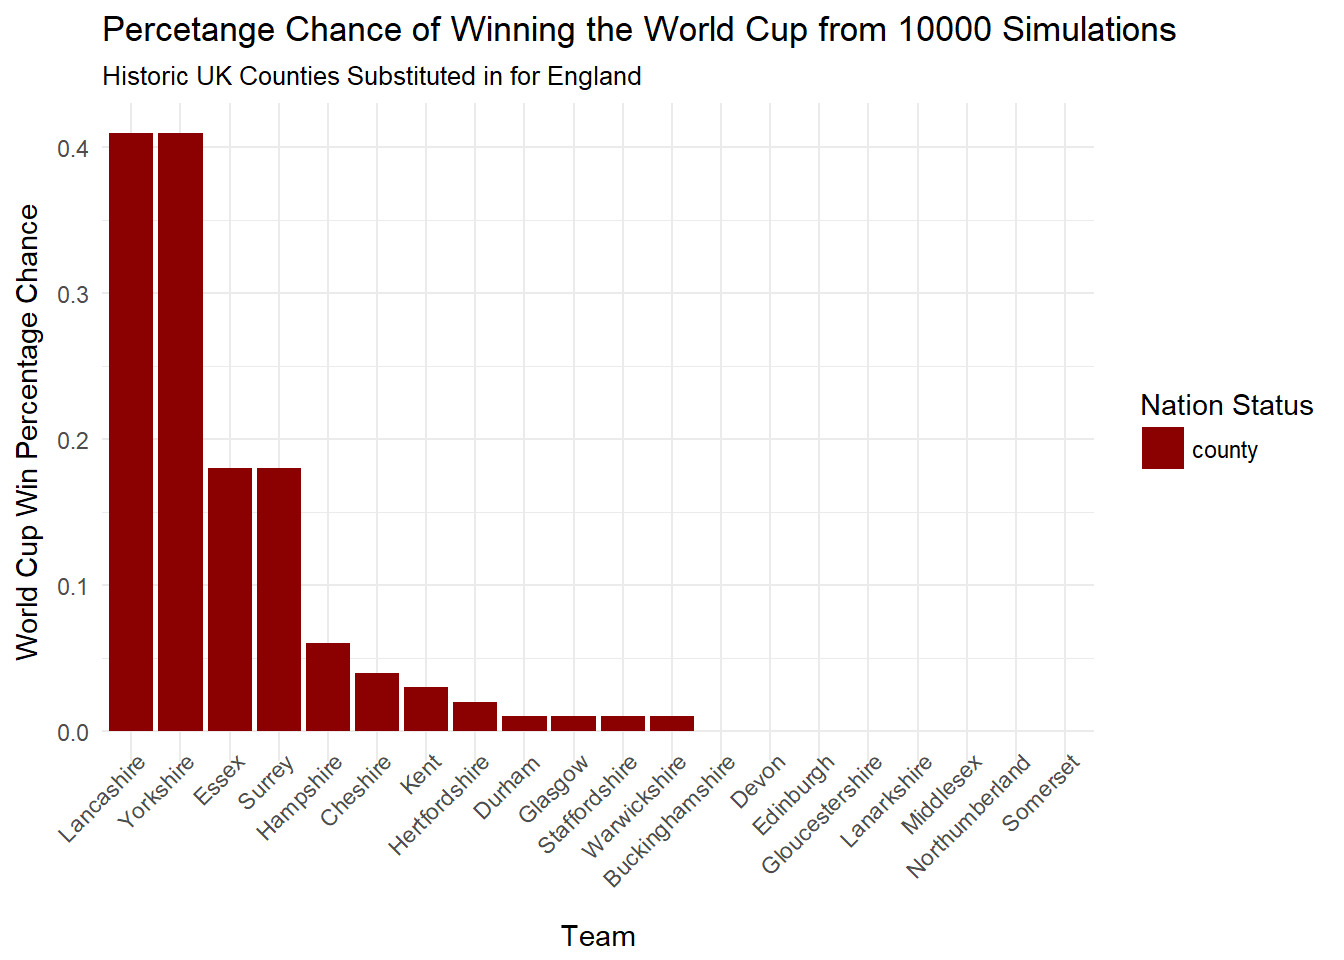 Percetange Chance of Winning the World Cup from 10000 Simulations
Historic UK Counties Substituted in for England
World Cup Win Percentage Chance
0.4
0.3
0.2
0.1
0.0
Lancashire
Yorkshire
Essex
Surrey
Hampshire
Cheshire
Kent
Hertfordshire
Durham
Glasgow
Staffordshire
Warwickshire
Buckinghamshire
Devon
Edinburgh
Gloucestershire
Lanarkshire
Middlesex
Northumberland
Somerset
Team
Nation Status
county